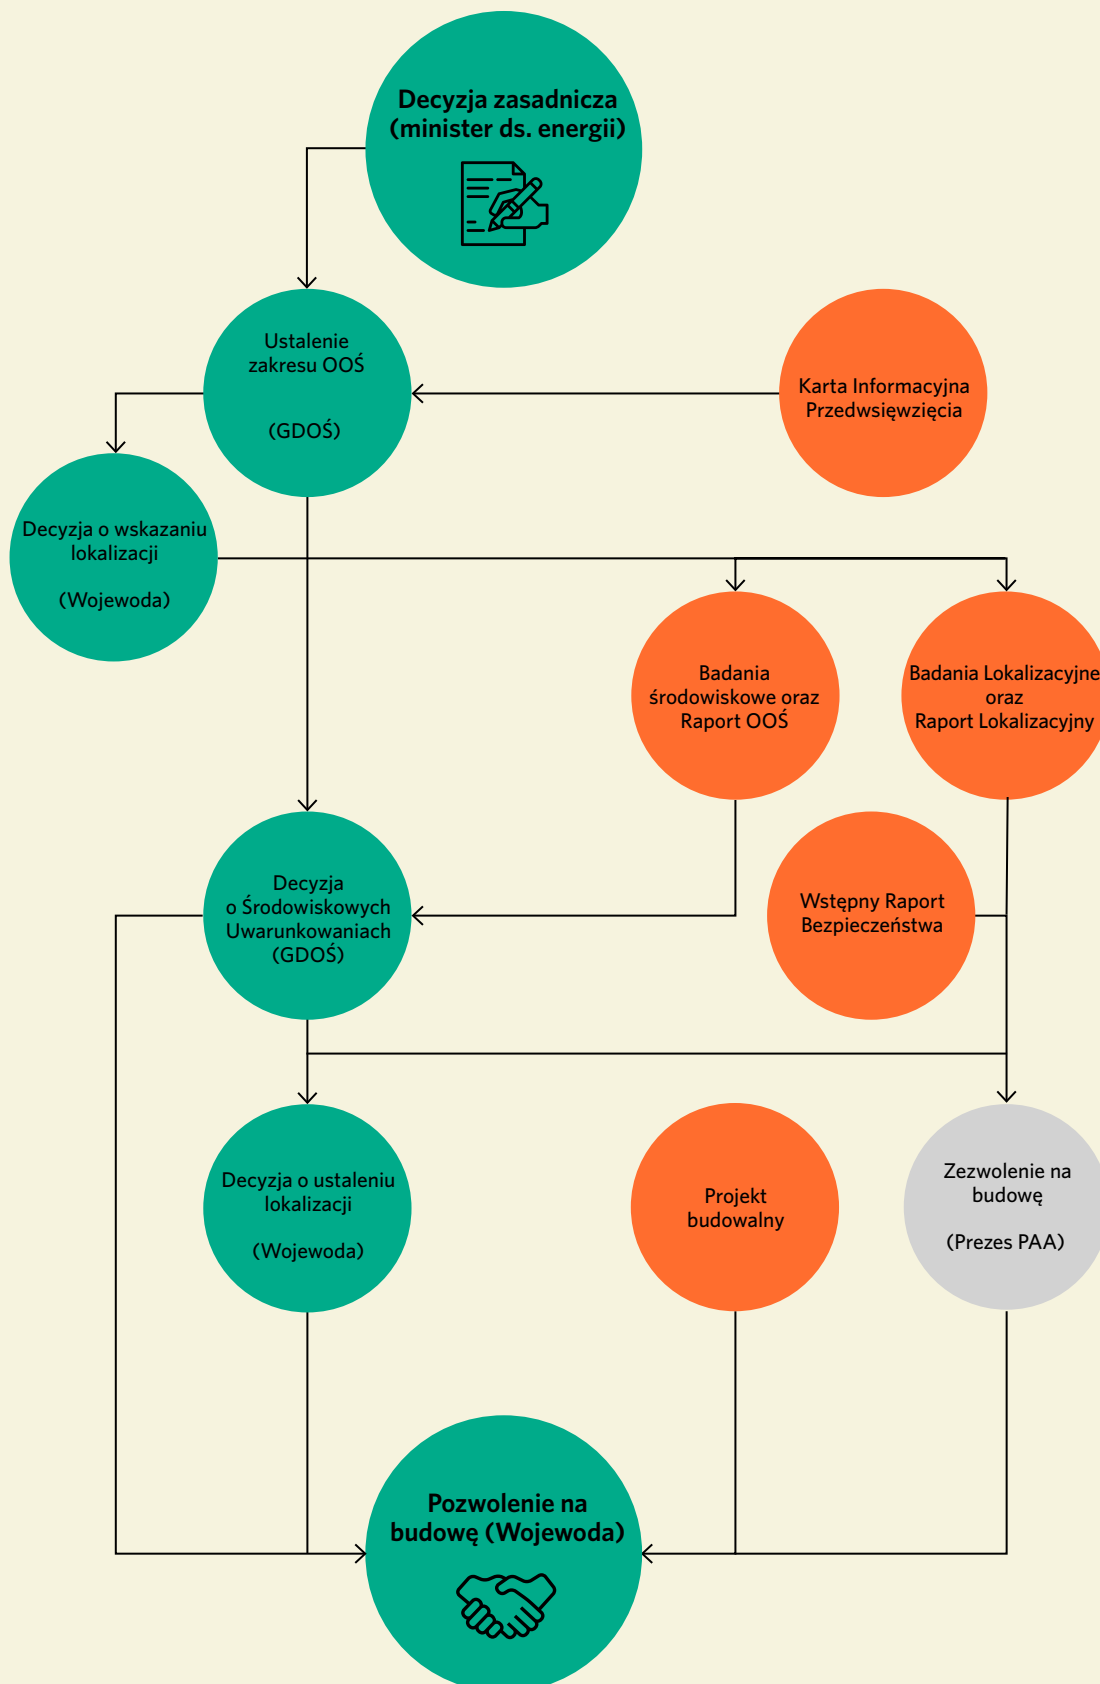 Decyzja zasadnicza
(minister ds. energii)
Ustalenie
zakresu OOŚ
(GDOŚ)
Karta Informacyjna
Przedwsięwzięcia
Decyzja o wskazaniu
lokalizacji
(Wojewoda)
Badania
środowiskowe oraz
Raport OOŚ
Badania Lokalizacyjne
oraz
Raport Lokalizacyjny
Decyzja
o Środowiskowych
Uwarunkowaniach
(GDOŚ)
Wstępny Raport
Bezpieczeństwa
Decyzja o ustaleniu
lokalizacji
(Wojewoda)
Projekt
budowalny
Zezwolenie na
budowę
(Prezes PAA)
Pozwolenie na
budowę (Wojewoda)